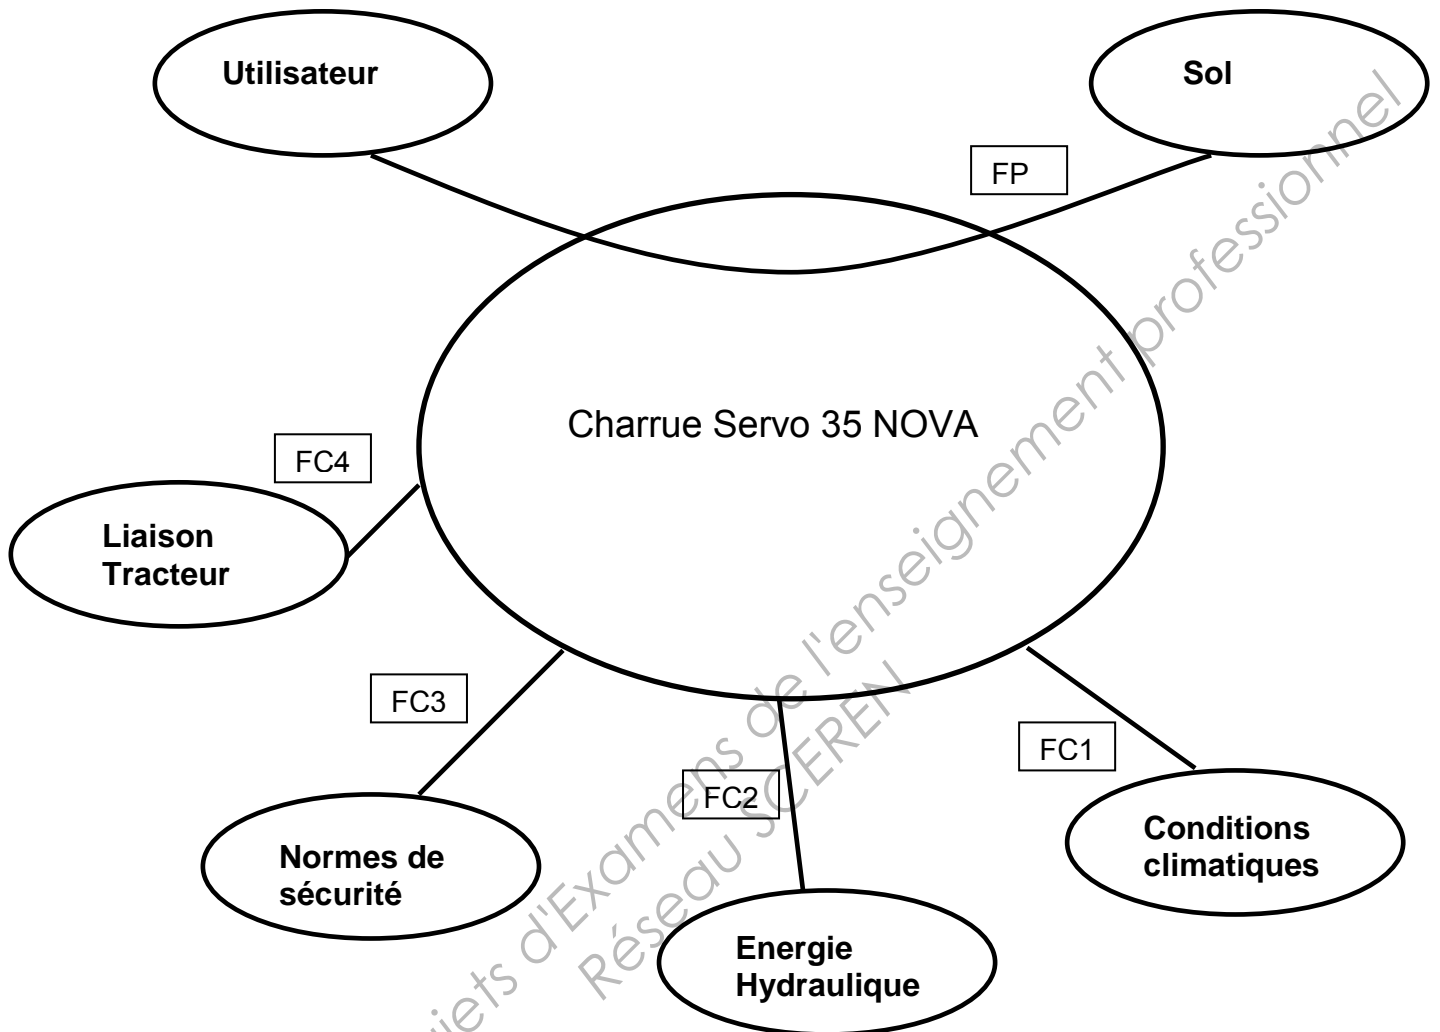 Utilisateur
Sol
FP
Charrue Servo 35 NOVA
FC4
Liaison
Tracteur
FC3
FC2
FC1
Normes de
sécurité
Conditions
climatiques
Energie
Hydraulique
d'Examens de l'enseignement professionnel
Réseau SCEREN